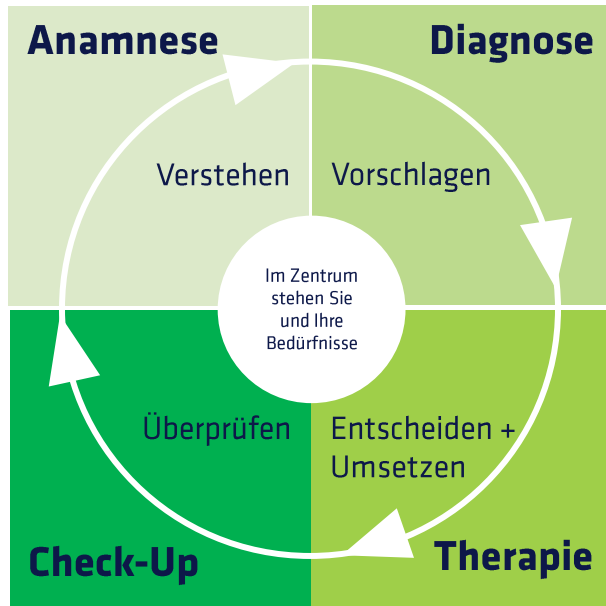 Anamnese
Diagnose
Verstehen
Vorschlagen
Im Zentrum
stehen Sie
und Ihre
Bedürfnisse
Überprüfen
Entscheiden +
Umsetzen
Check-Up
Therapie